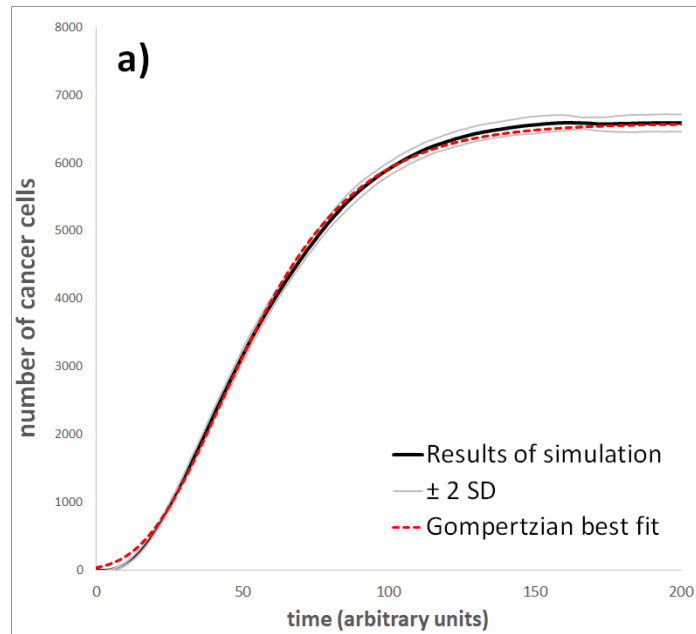 a)
8000
7000
6000
5000
4000
3000
2000
1000
0
number of cancer cells
Results of simulation
± 2 SD
Gompertzian best fit
0 50 100 150 200
time (arbitrary units)